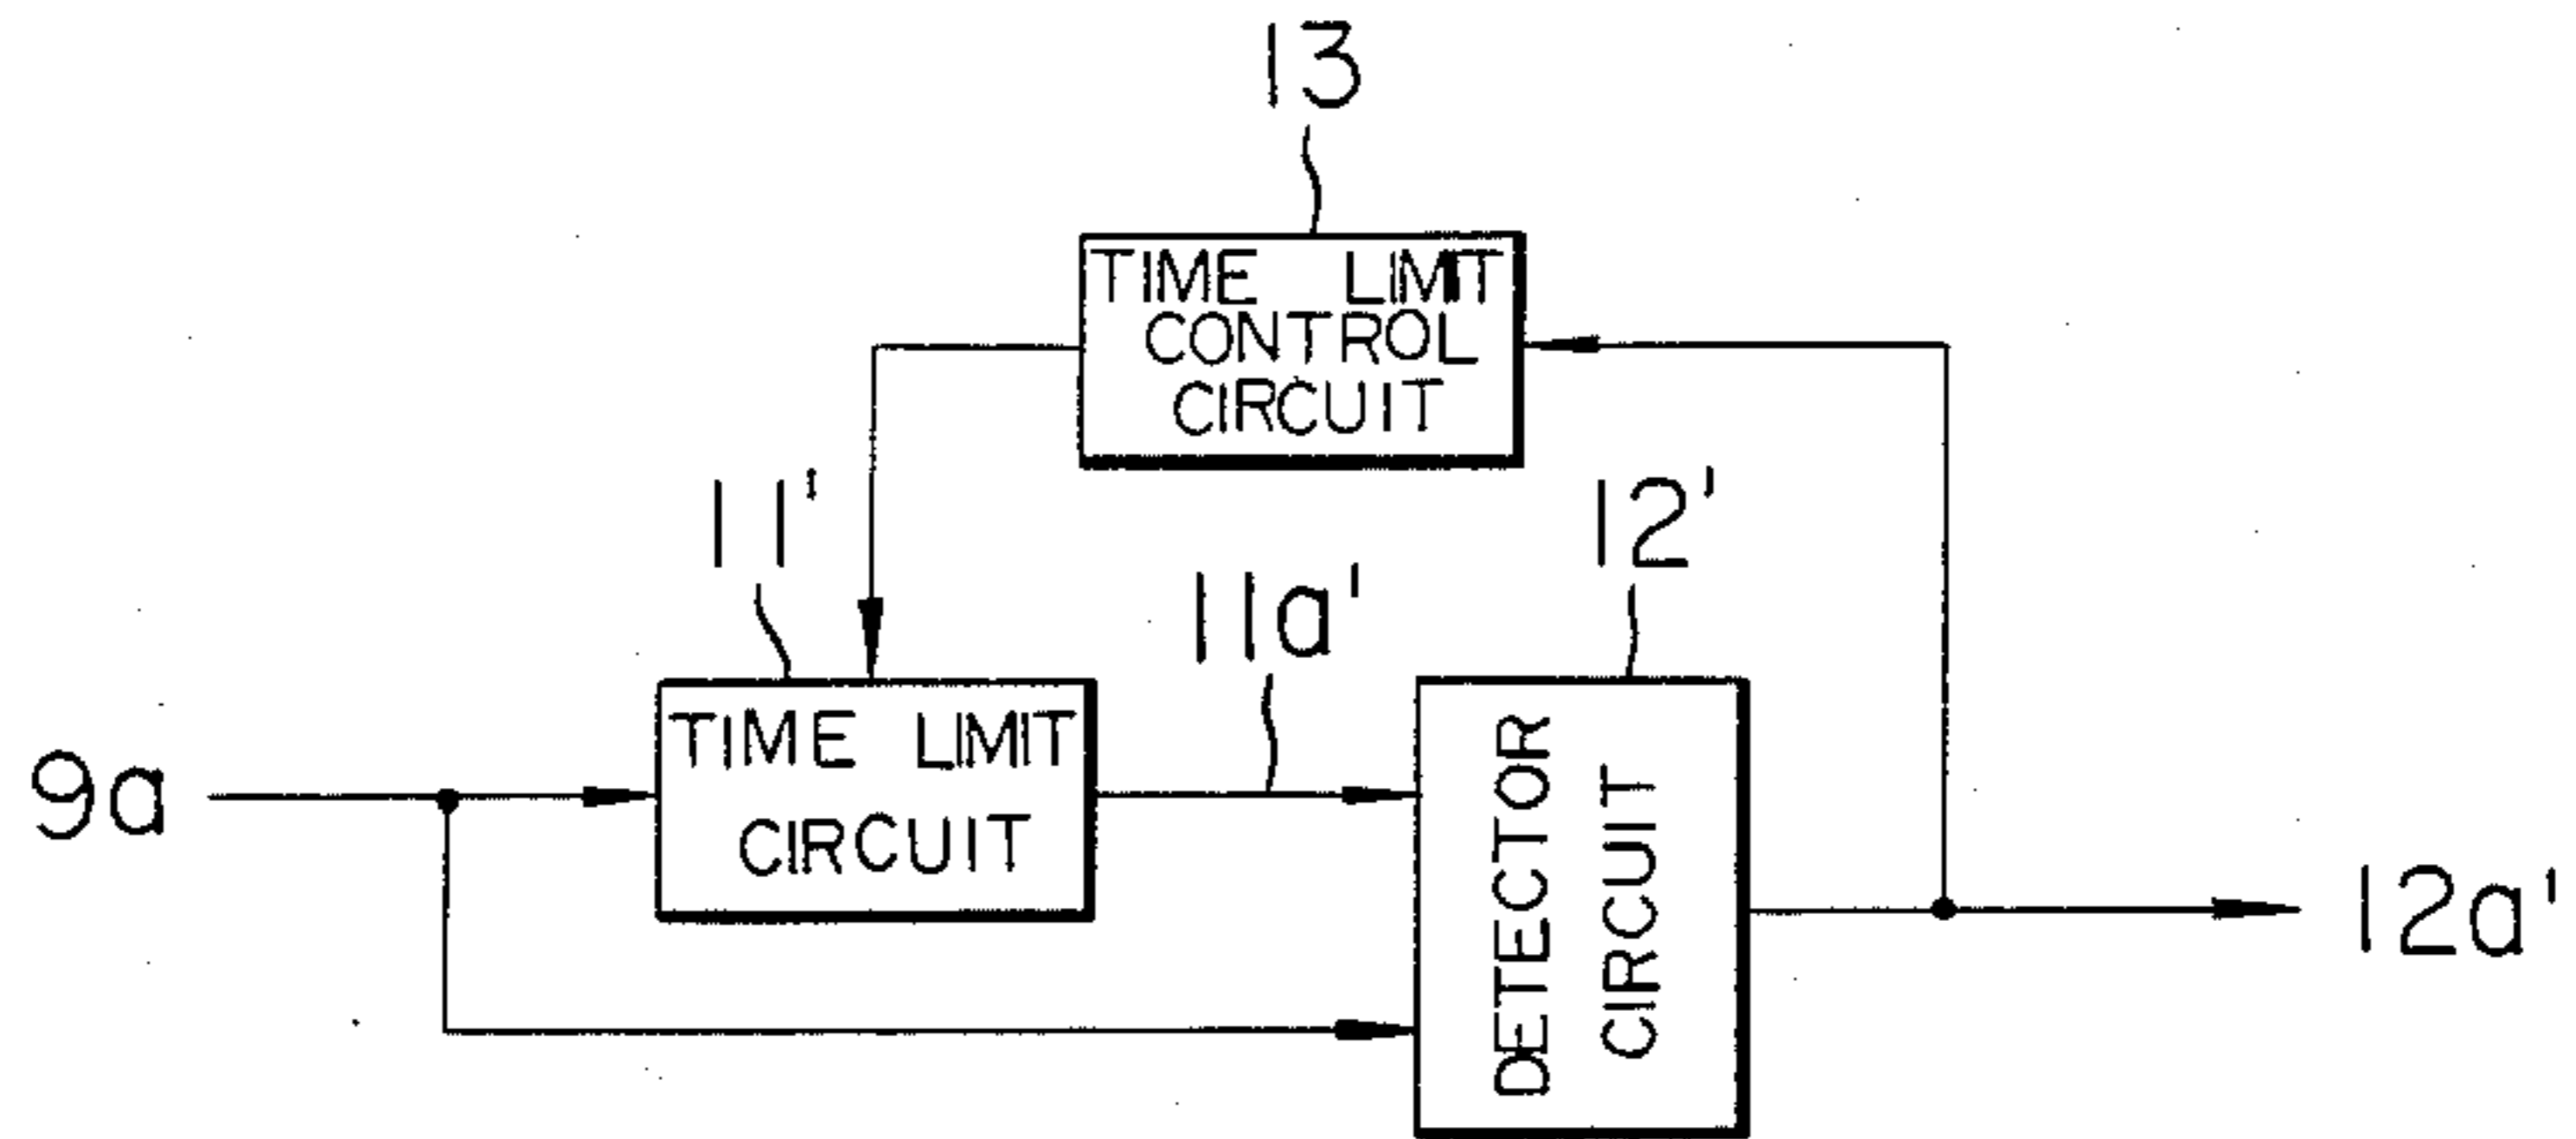 13
TIME LIMIT
CONTROL
CIRCUIT
11'
12'
11a'
TIME LIMIT
CIRCUIT
9a
DETECTOR
CIRCUIT
12a'